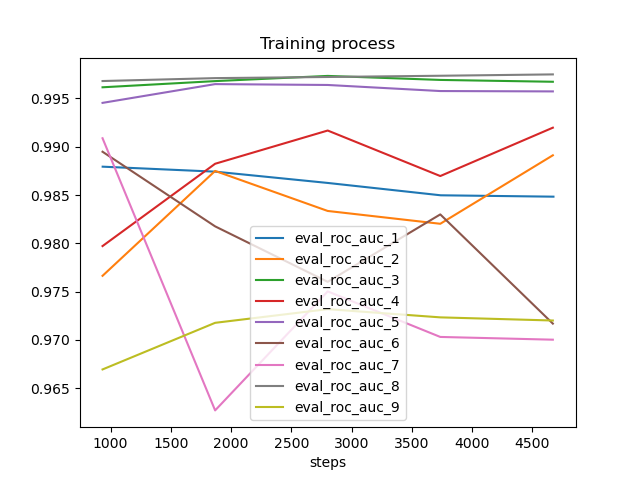 Training process
0.995
0.990
0.985
0.980
0.975
0.970
0.965
eval_roc_auc_1
eval_roc_auc_2
eval_roc_auc_3
eval_roc_auc_4
eval_roc_auc_5
eval_roc_auc_6
eval_roc_auc_7
eval_roc_auc_8
eval_roc_auc_9
1000 1500 2000 2500 3000 3500 4000 4500
steps